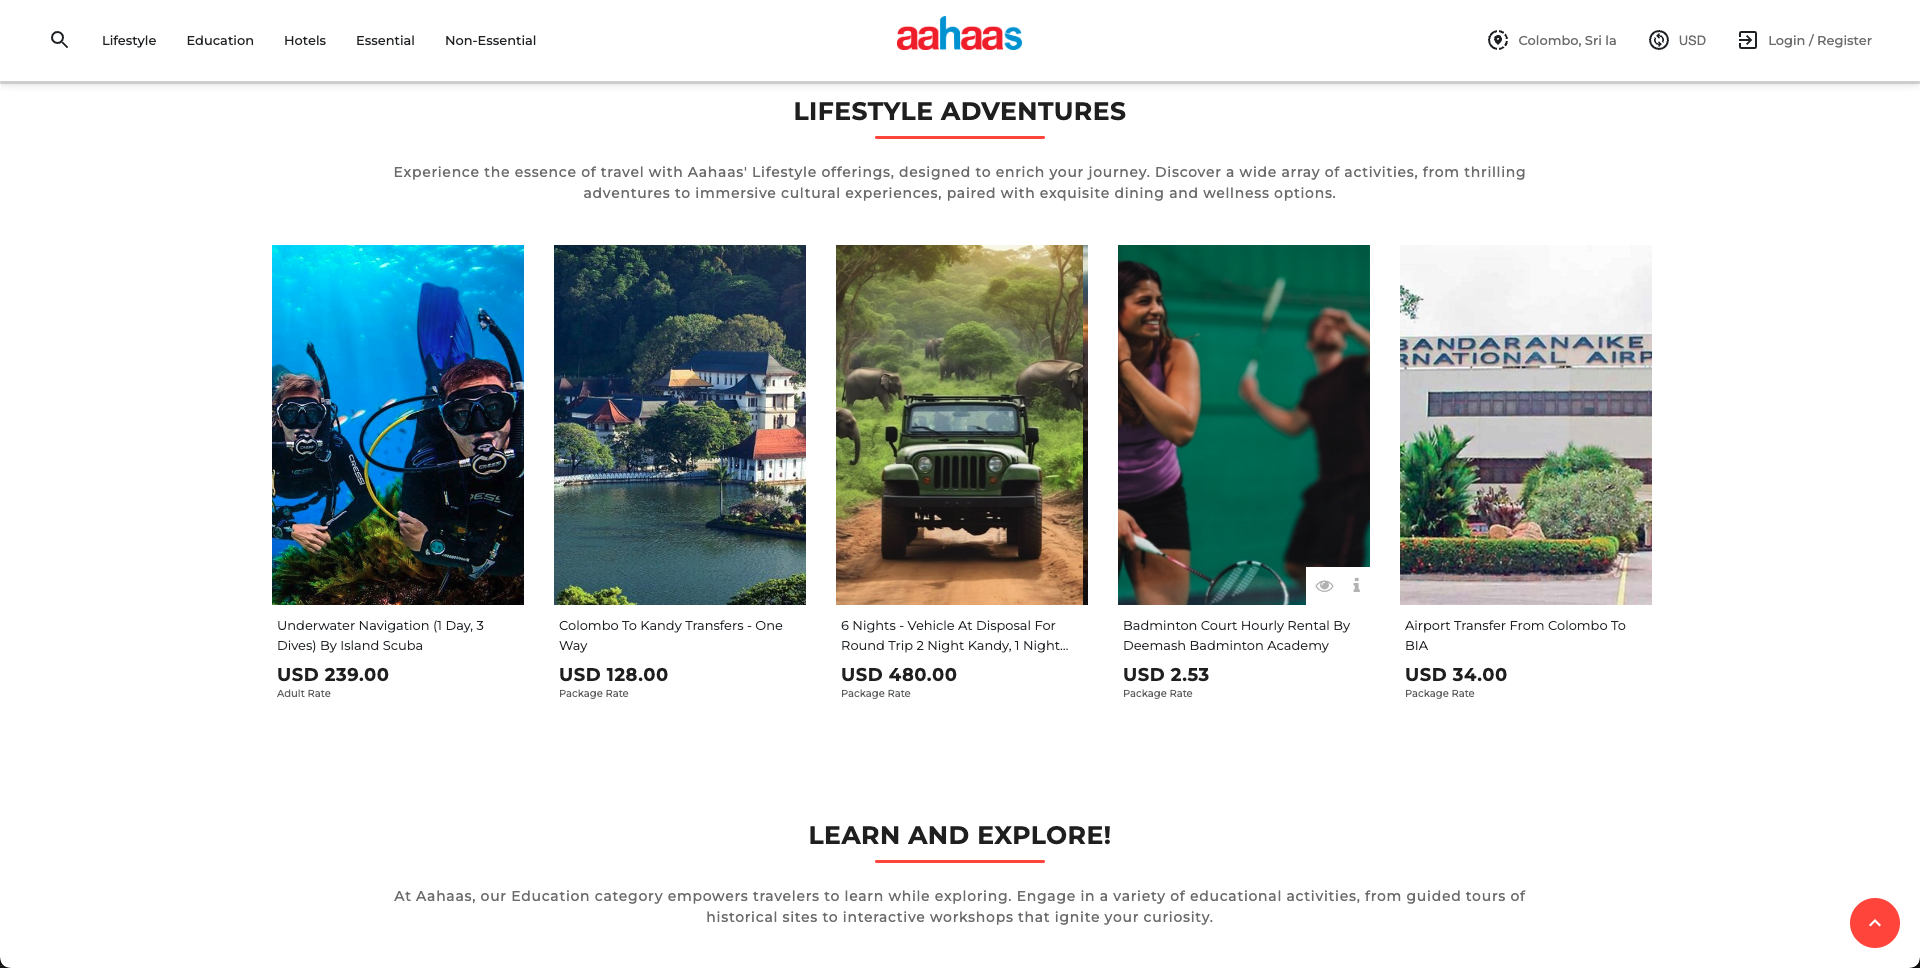 Lifestyle
Education
Hotels
Essential
Non-Essential
aahaas
Colombo, Sri la
USD
Login / Register
LIFESTYLE ADVENTURES
Experience the essence of travel with Aahaas' Lifestyle offerings, designed to enrich your journey. Discover a wide array of activities, from thrilling
adventures to immersive cultural experiences, paired with exquisite dining and wellness options.
CRESSI
BANDARANAIKE
RNATIONAL AIRP
Underwater Navigation (1 Day, 3
Dives) By Island Scuba
USD 239.00
Adult Rate
Colombo To Kandy Transfers - One
Way
USD 128.00
Package Rate
6 Nights - Vehicle At Disposal For
Round Trip 2 Night Kandy, 1 Night...
USD 480.00
Package Rate
Badminton Court Hourly Rental By
Deemash Badminton Academy
USD 2.53
Package Rate
Airport Transfer From Colombo To
BIA
USD 34.00
Package Rate
LEARN AND EXPLORE!
At Aahaas, our Education category empowers travelers to learn while exploring. Engage in a variety of educational activities, from guided tours of
historical sites to interactive workshops that ignite your curiosity.